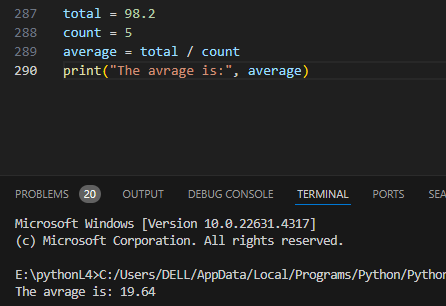 287 total = 98.2
288 count = 5
289 average = total / count
290 print("The avrage is:", average)
PROBLEMS 20 OUTPUT DEBUG CONSOLE TERMINAL PORTS SEA
Microsoft Windows [Version 10.0.22631.4317]
(c) Microsoft Corporation. All rights reserved.
E:\pythonL4>C:/Users/DELL/AppData/Local/Programs/Python/Python
The avrage is: 19.64